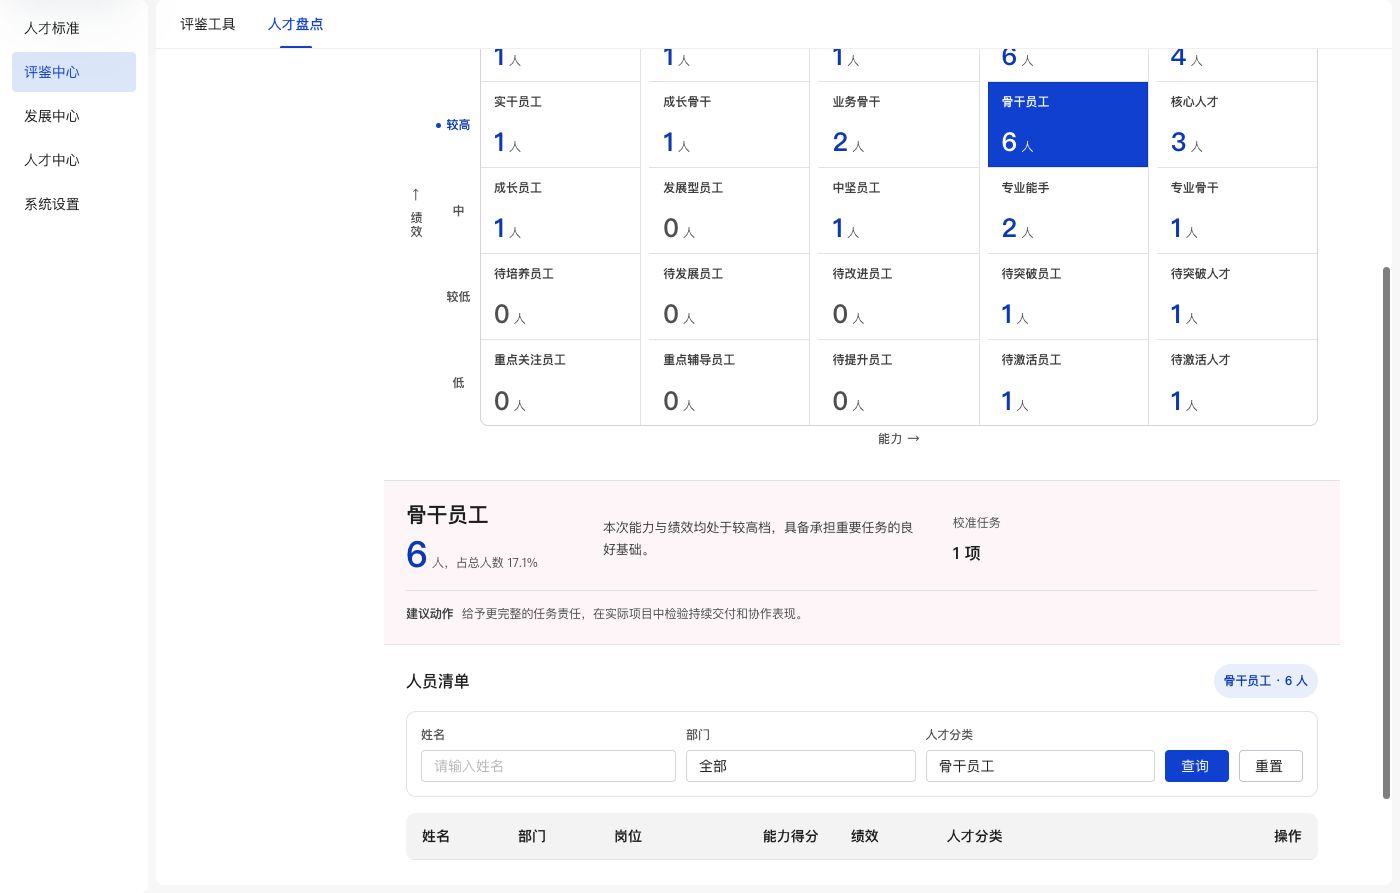 人才标准
评鉴中心
发展中心
人才中心
系统设置
评鉴工具 人才盘点
1 人 1 人 1 人 6 人 4 人
较高
实干员工 成长骨干 业务骨干 骨干员工 核心人才
1 人 1 人 2 人 6 人 3 人
↑ 绩效
中
成长员工 发展型员工 中坚员工 专业能手 专业骨干
1 人 0 人 1 人 2 人 1 人
较低
待培养员工 待发展员工 待改进员工 待突破员工 待突破人才
0 人 0 人 0 人 1 人 1 人
低
重点关注员工 重点辅导员工 待提升员工 待激活员工 待激活人才
0 人 0 人 0 人 1 人 1 人
能力 →
骨干员工
6 人，占总人数 17.1%
本次能力与绩效均处于较高档，具备承担重要任务的良
好基础。
校准任务
1 项
建议动作 给予更完整的任务责任，在实际项目中检验持续交付和协作表现。
人员清单
骨干员工 · 6 人
姓名 部门 人才分类
请输入姓名 全部 骨干员工 查询 重置
姓名 部门 岗位 能力得分 绩效 人才分类 操作